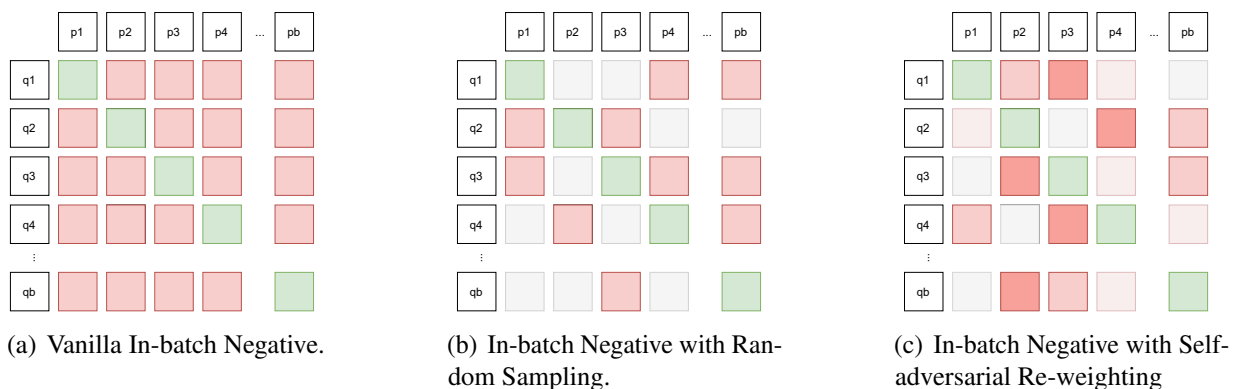 p1 p2 p3 p4 ... pb
q1
q2
q3
q4
...
qb
(a) Vanilla In-batch Negative.
p1 p2 p3 p4 ... pb
q1
q2
q3
q4
...
qb
(b) In-batch Negative with Ran-
dom Sampling.
p1 p2 p3 p4 ... pb
q1
q2
q3
q4
...
qb
(c) In-batch Negative with Self-
adversarial Re-weighting